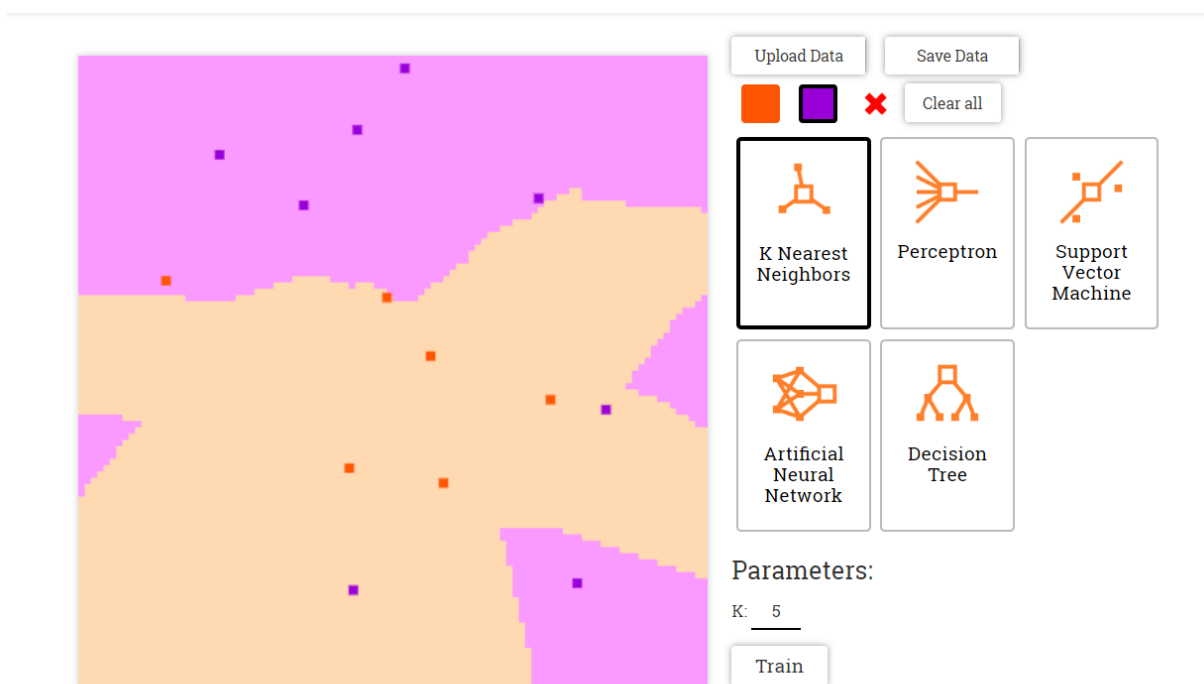 Upload Data
Save Data
Clear all
K Nearest
Neighbors
Perceptron
Support
Vector
Machine
Artificial
Neural
Network
Decision
Tree
Parameters:
K: 5
Train